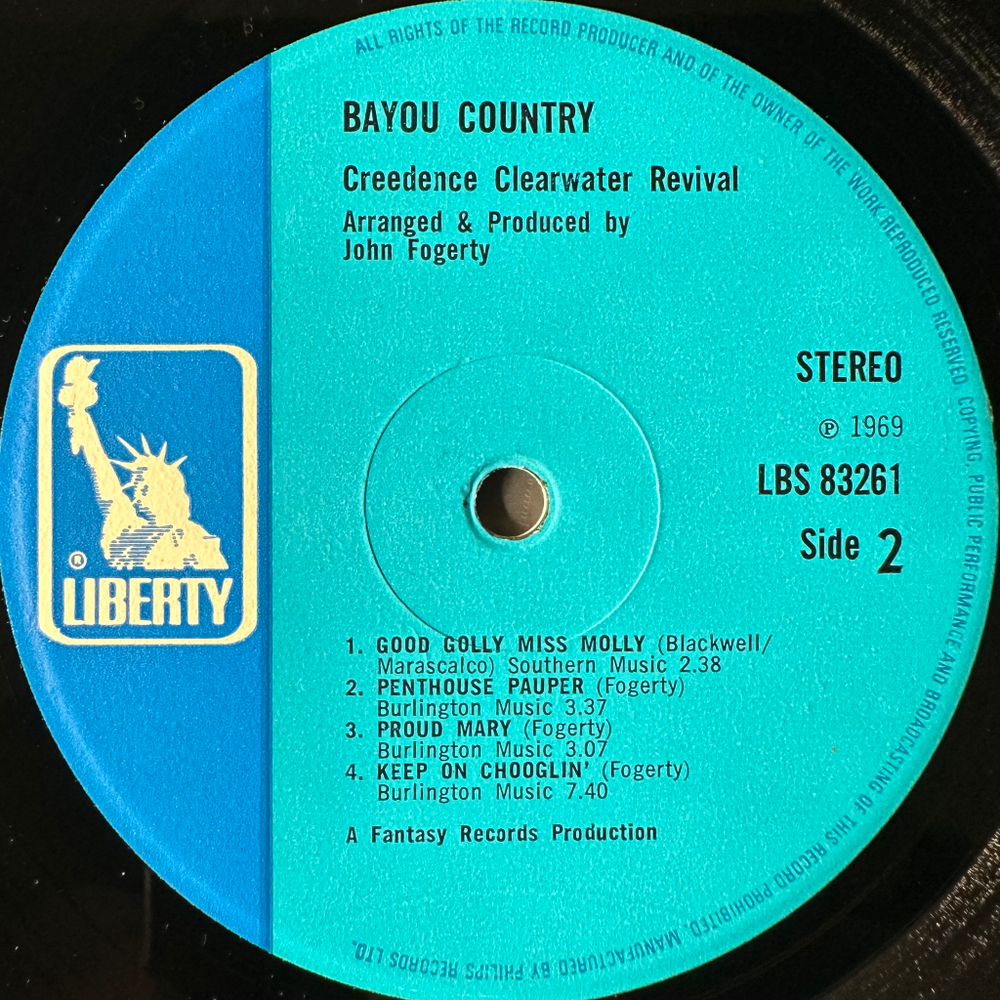 ALL RIGHTS OF THE RECORD PRODUCER AND OF THE OWNER OF THE WORK REPRODUCED RESERVED COPYING, PUBLIC PERFORMANCE AND BROADCASTING OF THIS RECORD PROHIBITED. MANUFACTURED BY PHILIPS RECORDS LTD.
BAYOU COUNTRY
Creedence Clearwater Revival
Arranged & Produced by
John Fogerty
STEREO
℗ 1969
LBS 83261
Side 2
®
LIBERTY
1. GOOD GOLLY MISS MOLLY (Blackwell/
Marascalco) Southern Music 2.38
2. PENTHOUSE PAUPER (Fogerty)
Burlington Music 3.37
3. PROUD MARY (Fogerty)
Burlington Music 3.07
4. KEEP ON CHOOGLIN' (Fogerty)
Burlington Music 7.40
A Fantasy Records Production